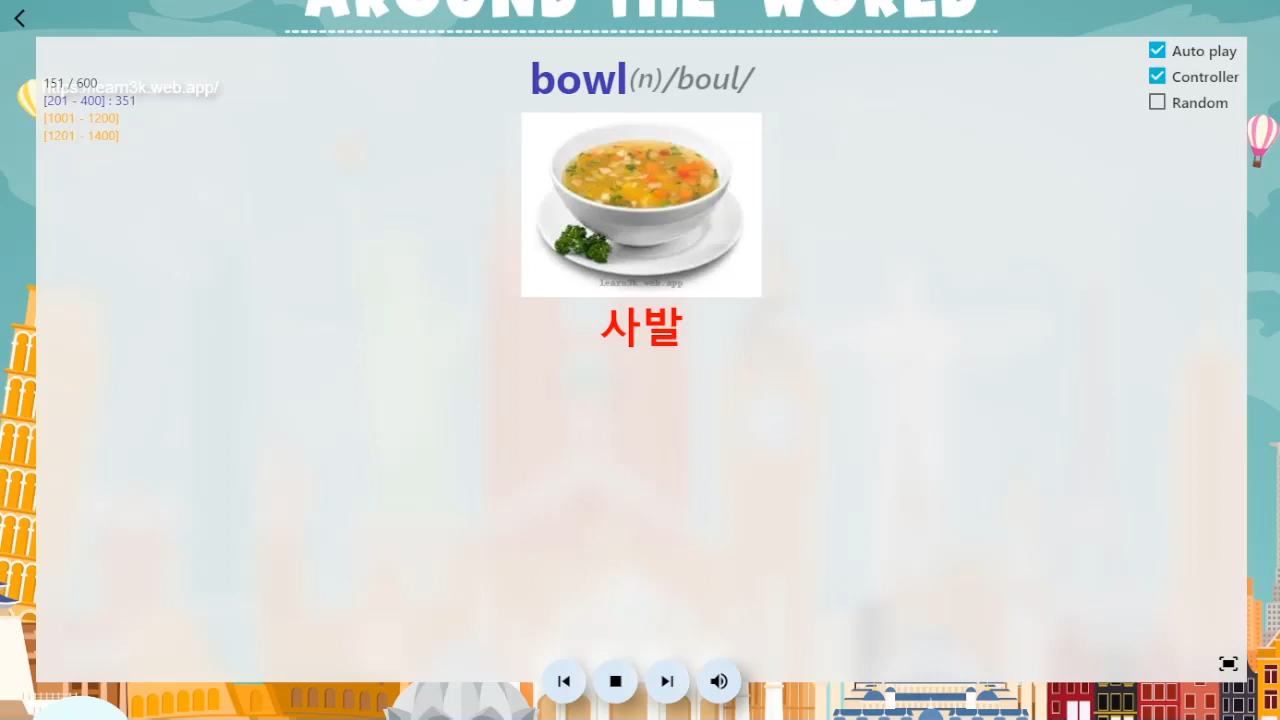 AROUND THE WORLD
bowl(n)/boul/
Auto play
Controller
Random
151 / 600
https://learn3k.web.app/
[201 - 400] : 351
[1001 - 1200]
[1201 - 1400]
learn3k.web.app
사발